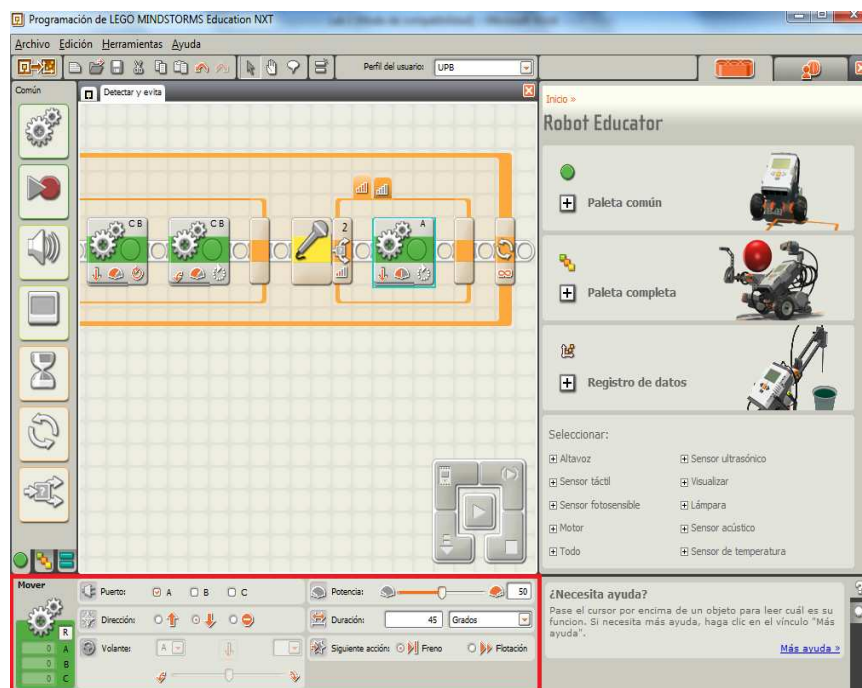 Programación de LEGO MINDSTORMS Education NXT
Archivo Edición Herramientas Ayuda
Perfil del usuario: UPB
Común
Detectar y evita
Inicio »
Robot Educator
Paleta común
Paleta completa
Registro de datos
C B
C B
2
A
Seleccionar:
Altavoz
Sensor ultrasónico
Sensor táctil
Visualizar
Sensor fotosensible
Lámpara
Motor
Sensor acústico
Todo
Sensor de temperatura
Mover
Puerto: A B C
Potencia: 50
Dirección:
Duración: 45 Grados
Volante: A
Siguiente acción: Freno Flotación
R
0 A
0 B
0 C
¿Necesita ayuda?
Pase el cursor por encima de un objeto para leer cuál es su
funcion. Si necesita más ayuda, haga clic en el vínculo "Más
ayuda".
Más ayuda »